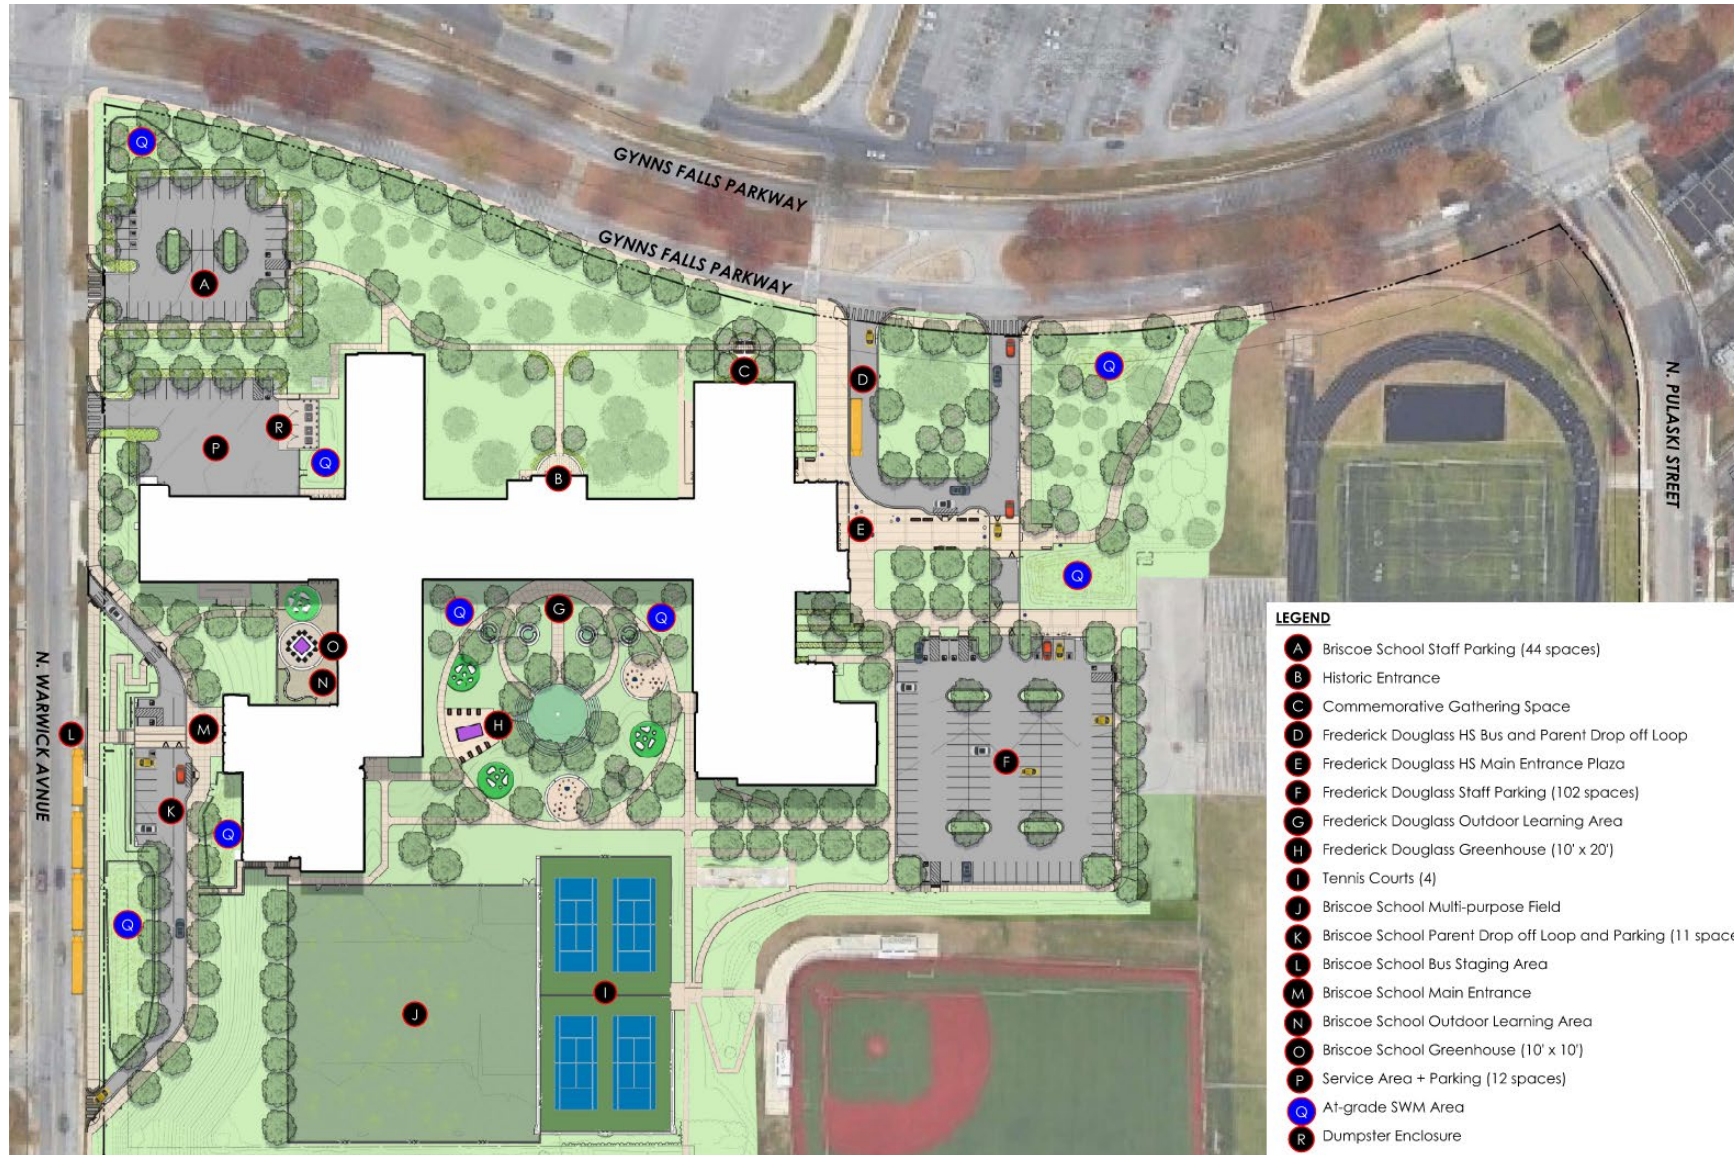 GYNNS FALLS PARKWAY
GYNNS FALLS PARKWAY
N. PULASKI STREET
N. WARWICK AVNUE
Q
A
C
D
Q
R
P
Q
B
E
Q
Q
G
Q
O
N
H
M
L
F
K
Q
Q
I
J
LEGEND
A Briscoe School Staff Parking (44 spaces)
B Historic Entrance
C Commemorative Gathering Space
D Frederick Douglass HS Bus and Parent Drop off Loop
E Frederick Douglass HS Main Entrance Plaza
F Frederick Douglass Staff Parking (102 spaces)
G Frederick Douglass Outdoor Learning Area
H Frederick Douglass Greenhouse (10' x 20')
I Tennis Courts (4)
J Briscoe School Multi-purpose Field
K Briscoe School Parent Drop off Loop and Parking (11 space
L Briscoe School Bus Staging Area
M Briscoe School Main Entrance
N Briscoe School Outdoor Learning Area
O Briscoe School Greenhouse (10' x 10')
P Service Area + Parking (12 spaces)
Q At-grade SWM Area
R Dumpster Enclosure